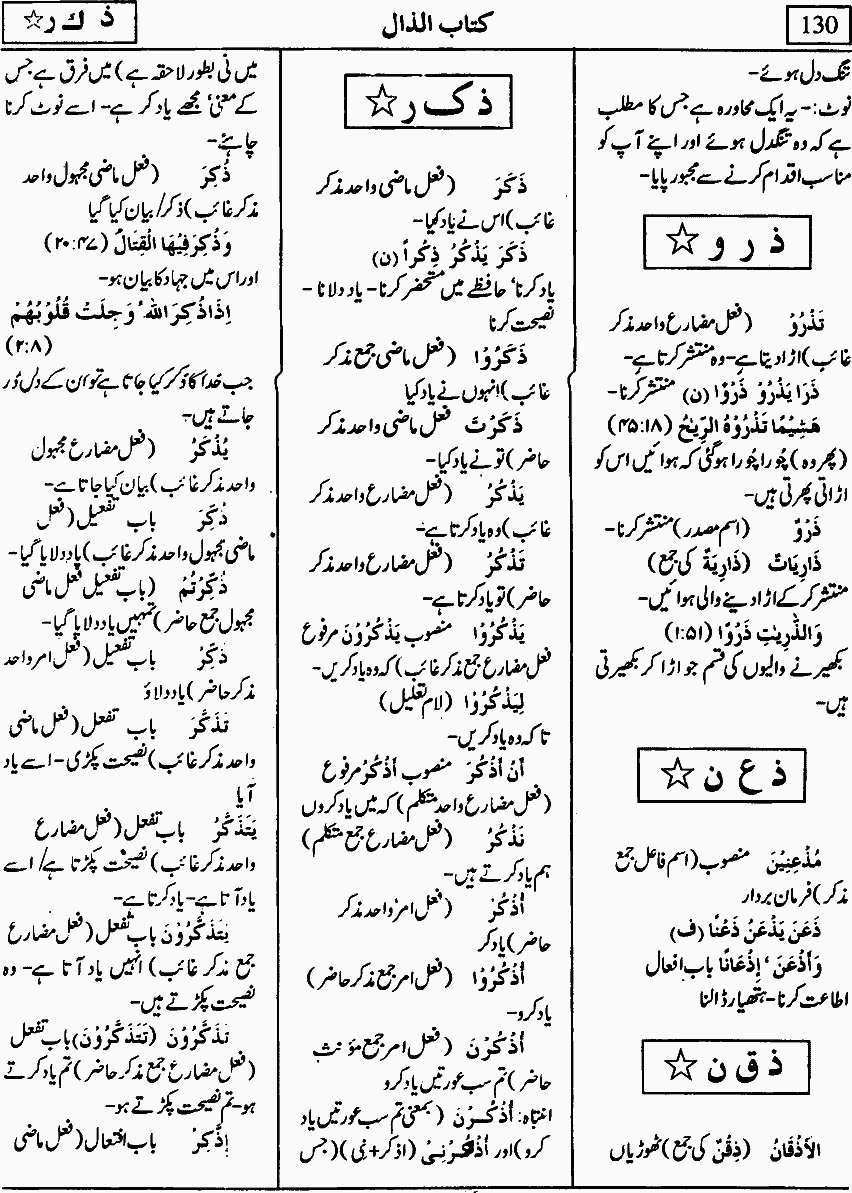 130
کتاب الذال
ذ ک ر☆
تنگ دل ہوئے-
نوٹ:- یہ ایک محاورہ ہے جس کا مطلب
ہے کہ وہ تنگدل ہوئے اور اپنے آپ کو
مناسب اقدام کرنے سے مجبور پایا-
ذ ر و ☆
تَذْرُوْ (فعل مضارع واحد مذکر
غائب) اڑا دیتا ہے- وہ منتشر کرتا ہے-
ذَرَا یَذْرُوْ ذَرْوًا (ن) منتشر کرنا-
هَشِيْمًا تَذْرُوْهُ الرِّيٰحُ (۴۵:۱۸)
(پھر وہ) چُورا چُورا ہو گئی کہ ہوائیں اس کو
اڑاتی پھرتی ہیں-
ذَرْوٌ (اسم مصدر) منتشر کرنا-
ذَارِيَاتٌ (ذَارِيَةٌ کی جمع)
منتشر کر کے اڑا دینے والی ہوائیں-
وَالذّٰرِيٰتِ ذَرْوًا (۱:۵۱)
بکھیرنے والیوں کی قسم جو اڑا کر بکھیرتی
ہیں-
ذ ع ن ☆
مُذْعِنِيْنَ منصوب (اسم فاعل جمع
مذکر) فرمان بردار
ذَعَنَ يَذْعَنُ ذَعْنًا (ف)
وَأَذْعَنَ ' إِذْعَانًا باب افعال
اطاعت کرنا- ہتھیار ڈالنا
ذ ق ن ☆
الاَذْقَانُ (ذِقْنٌ کی جمع) ٹھوڑیاں
ذ ک ر ☆
ذَكَرَ (فعل ماضی واحد مذکر
غائب) اس نے یاد کیا-
ذَكَرَ يَذْكُرُ ذِكْراً (ن)
یاد کرنا' حافظے میں مستحضر کرنا- یاد دلانا-
نصیحت کرنا
ذَكَرُوْا (فعل ماضی جمع مذکر
غائب) انہوں نے یاد کیا
ذَكَرْتَ فعل ماضی واحد مذکر
حاضر) تو نے یاد کیا-
يَذْكُرُ (فعل مضارع واحد مذکر
غائب) وہ یاد کرتا ہے-
تَذْكُرُ (فعل مضارع واحد مذکر
حاضر) تو یاد کرتا ہے-
يَذْكُرُوْا منصوب يَذْكُرُوْنَ مرفوع
فعل مضارع جمع مذکر غائب) کہ وہ یاد کریں-
لِيَذْكُرُوْا (لام تعلیل)
تا کہ وہ یاد کریں-
أَنْ أَذْكُرَ منصوب أَذْكُرُ مرفوع
(فعل مضارع واحد متکلم) کہ میں یاد کروں
نَذْكُرُ (فعل مضارع جمع متکلم)
ہم یاد کرتے ہیں-
اُذْكُرْ (فعل امر' واحد مذکر
حاضر) یاد کر
اُذْكُرُوْا (فعل امر جمع مذکر حاضر)
یاد کرو-
اُذْكُرْنَ (فعل امر جمع مؤنث
حاضر) تم سب عورتیں یاد کرو
انتباہ: اُذْكُرْنَ (بمعنی تم سب عورتیں یاد
کرو) اور اُذْكُرْنِیْ (اذکر+نی) (جس
میں نی بطور لاحقہ ہے) میں فرق ہے جس
کے معنی' مجھے یاد کر ہے- اسے نوٹ کرنا
چاہئے-
ذُكِرَ (فعل ماضی مجہول واحد
مذکر غائب) ذکر/ بیان کیا گیا
وَذُكِرَ فِيْهَا الْقِتَالُ (۲۰:۴۷)
اور اس میں جہاد کا بیان ہو-
اِذَا ذُكِرَ اللّٰهُ وَجِلَتْ قُلُوْبُهُمْ
(۲:۸)
جب خدا کا ذکر کیا جاتا ہے تو ان کے دل ڈر
جاتے ہیں-
يُذْكَرُ (فعل مضارع مجہول
واحد مذکر غائب) بیان کیا جاتا ہے-
ذُكِّرَ باب تفعیل (فعل
ماضی مجہول واحد مذکر غائب) یاد دلایا گیا-
ذُكِّرْتُمْ (باب تفعیل فعل ماضی
مجہول جمع حاضر) تمہیں یاد دلایا گیا-
ذَكِّرْ باب تفعیل (فعل امر واحد
مذکر حاضر) یاد دلاؤ
تَذَكَّرَ باب تفعل (فعل ماضی
واحد مذکر غائب) نصیحت پکڑی- اسے یاد
آیا
يَتَذَكَّرُ باب تفعل (فعل مضارع
واحد مذکر غائب) نصیحت پکڑتا ہے/ اسے
یاد آتا ہے- یاد کرتا ہے-
يَتَذَكَّرُوْنَ باب تفعل (فعل مضارع
جمع مذکر غائب) انہیں یاد آتا ہے- وہ
نصیحت پکڑتے ہیں-
تَذَكَّرُوْنَ (تَتَذَكَّرُوْنَ) باب تفعل
(فعل مضارع جمع مذکر حاضر) تم یاد کرتے
ہو- تم نصیحت پکڑتے ہو-
اِذَّكَرَ باب افتعال (فعل ماضی